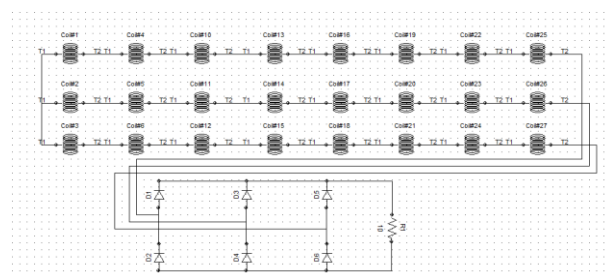 Coil#1 Coil#4 Coil#10 Coil#13 Coil#16 Coil#19 Coil#22 Coil#25
T1 T2 T1 T2 T1 T2 T1 T2 T1 T2 T1 T2 T1 T2 T1 T2
Coil#2 Coil#5 Coil#11 Coil#14 Coil#17 Coil#20 Coil#23 Coil#26
T1 T2 T1 T2 T1 T2 T1 T2 T1 T2 T1 T2 T1 T2 T1 T2
Coil#3 Coil#6 Coil#12 Coil#15 Coil#18 Coil#21 Coil#24 Coil#27
T1 T2 T1 T2 T1 T2 T1 T2 T1 T2 T1 T2 T1 T2 T1 T2
D1 D3 D5
R1
10
D2 D4 D6